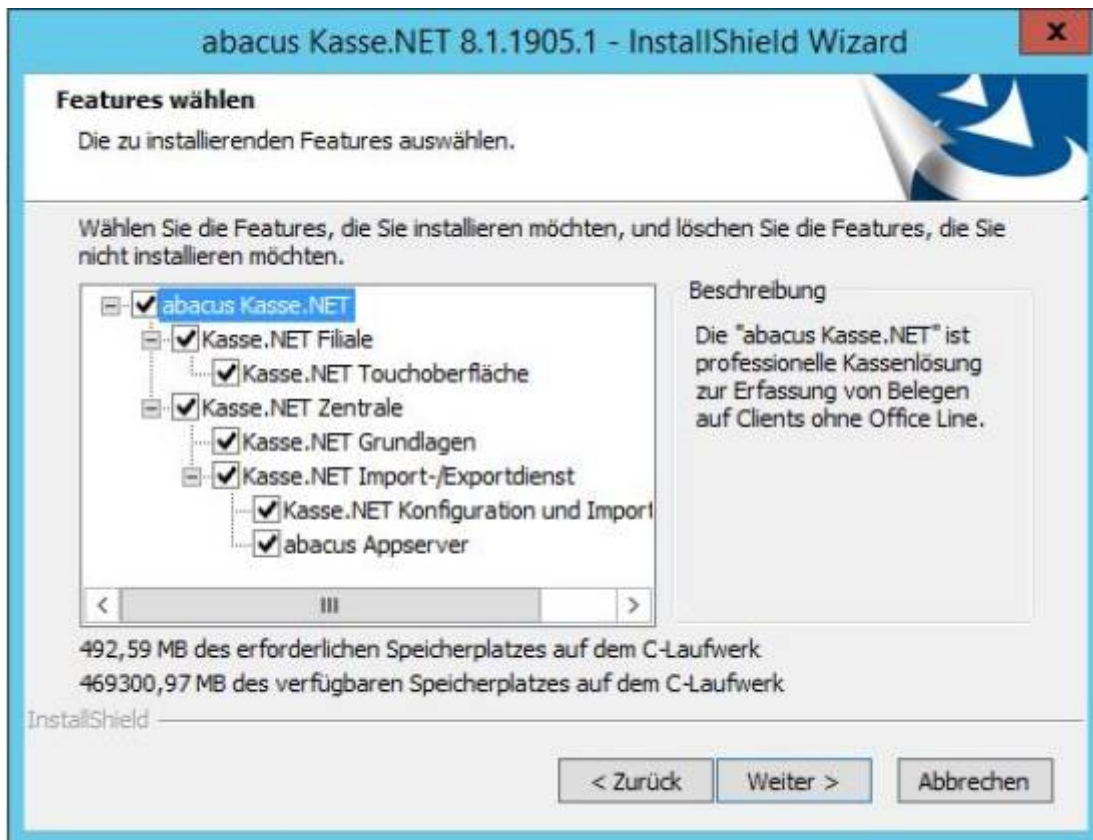 abacus Kasse.NET 8.1.1905.1 - InstallShield Wizard
x
Features wählen
Die zu installierenden Features auswählen.
Wählen Sie die Features, die Sie installieren möchten, und löschen Sie die Features, die Sie
nicht installieren möchten.
abacus Kasse.NET
Kasse.NET Filiale
Kasse.NET Touchoberfläche
Kasse.NET Zentrale
Kasse.NET Grundlagen
Kasse.NET Import-/Exportdienst
Kasse.NET Konfiguration und Import
abacus Appserver
Beschreibung
Die "abacus Kasse.NET" ist
professionelle Kassenlösung
zur Erfassung von Belegen
auf Clients ohne Office Line.
492,59 MB des erforderlichen Speicherplatzes auf dem C-Laufwerk
469300,97 MB des verfügbaren Speicherplatzes auf dem C-Laufwerk
InstallShield
< Zurück
Weiter >
Abbrechen